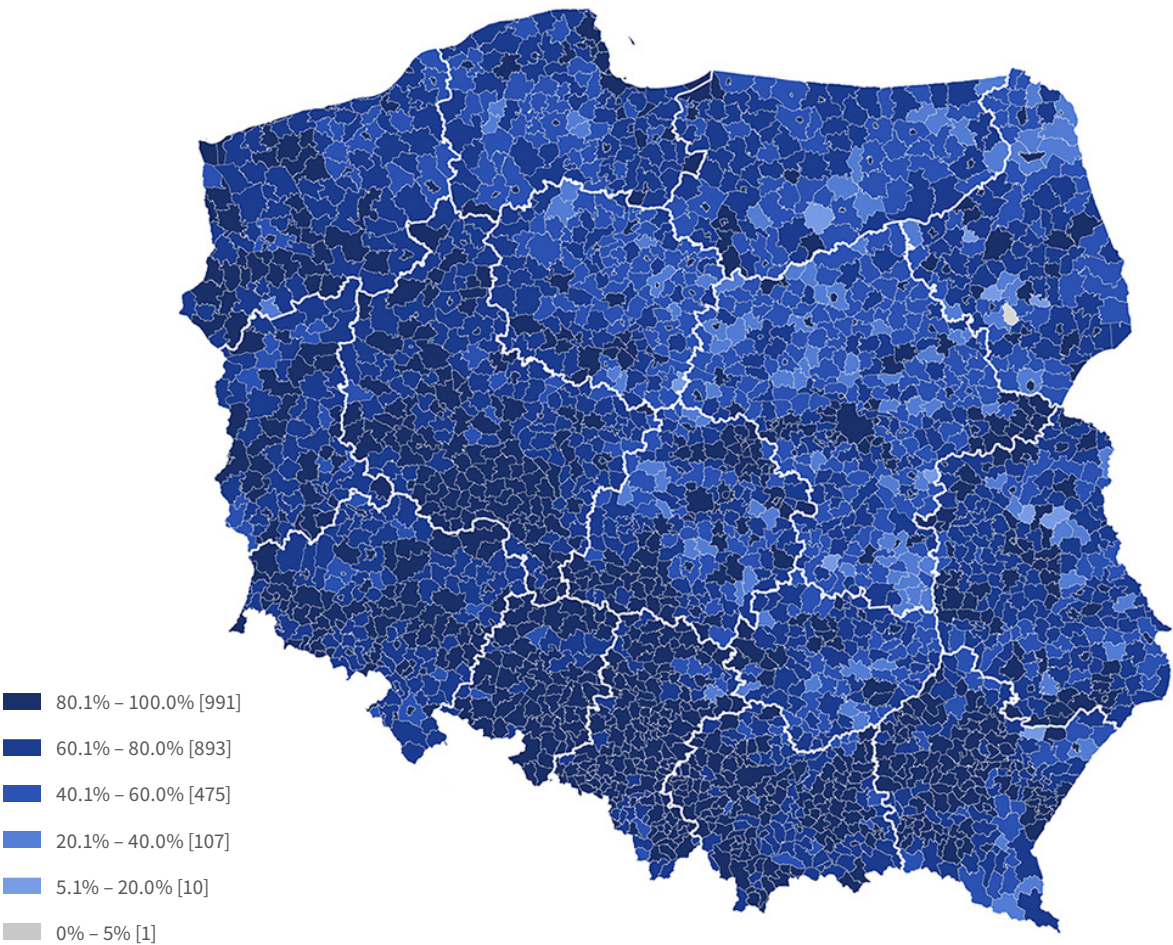 80.1% – 100.0% [991]
60.1% – 80.0% [893]
40.1% – 60.0% [475]
20.1% – 40.0% [107]
5.1% – 20.0% [10]
0% – 5% [1]